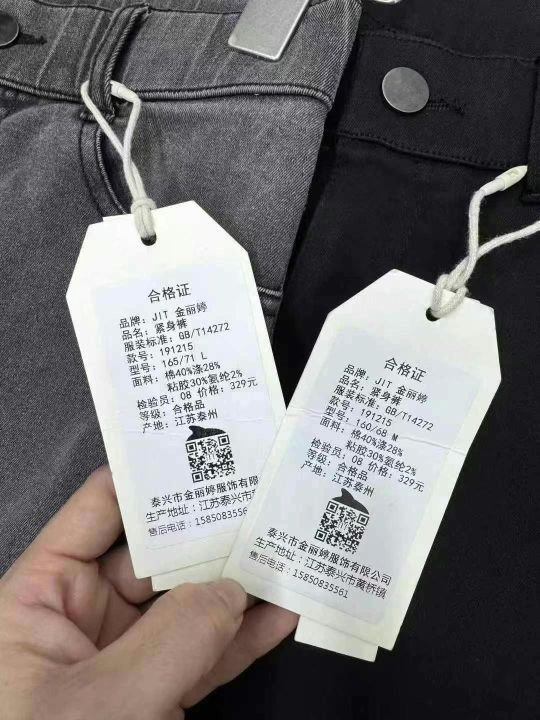 合格证
品牌：JIT 金丽婷
品名：紧身裤
服装标准：GB/T14272
款号：191215
型号：165/71 L
面料：棉40%涤28%
粘胶30%氨纶2%
检验员：08 价格：329元
等级：合格品
产地：江苏泰州
泰兴市金丽婷服饰有限
生产地址：江苏泰兴市黄
售后电话：15850835561
合格证
品牌：JIT 金丽婷
品名：紧身裤
服装标准：GB/T14272
款号：191215
型号：160/68 M
面料：棉40%涤28%
粘胶30%氨纶2%
检验员：08 价格：329元
等级：合格品
产地：江苏泰州
泰兴市金丽婷服饰有限公司
生产地址：江苏泰兴市黄桥镇
售后电话：15850835561